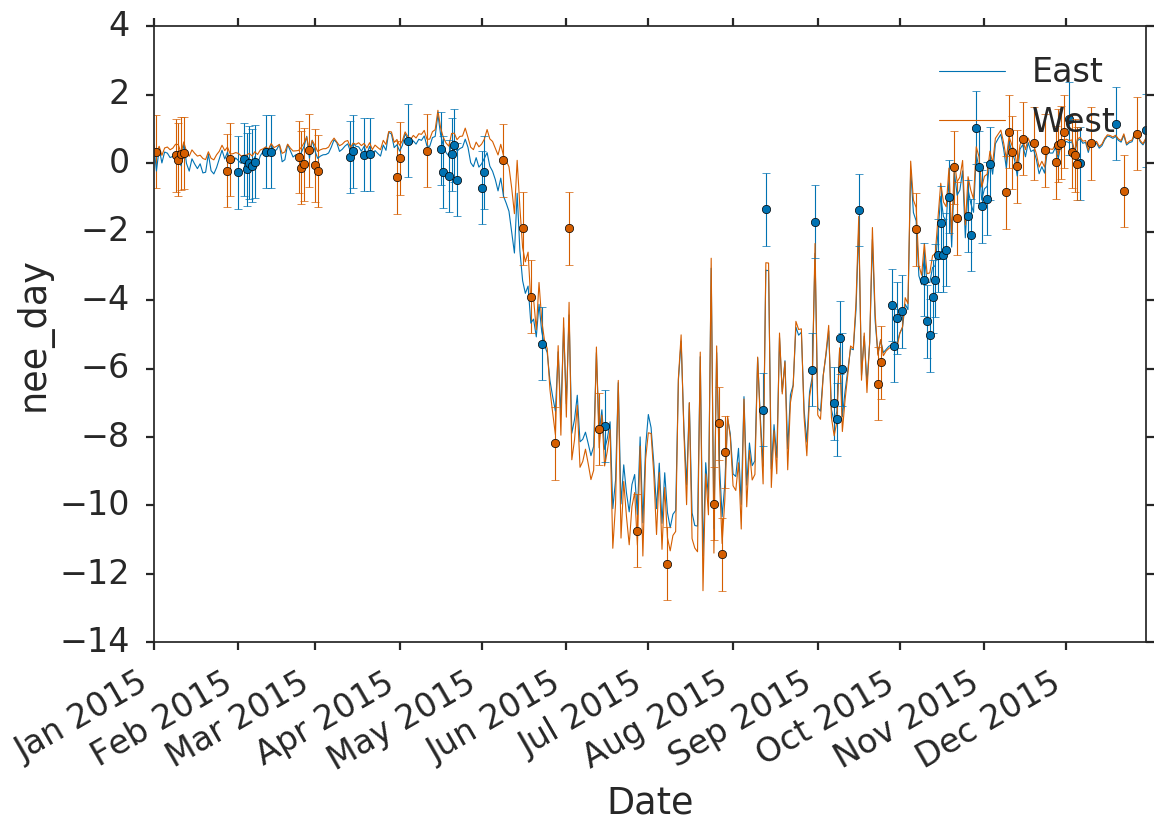 4
2
0
−2
−4
−6
−8
−10
−12
−14
nee_day
East
West
Jan 2015
Feb 2015
Mar 2015
Apr 2015
May 2015
Jun 2015
Jul 2015
Aug 2015
Sep 2015
Oct 2015
Nov 2015
Dec 2015
Date